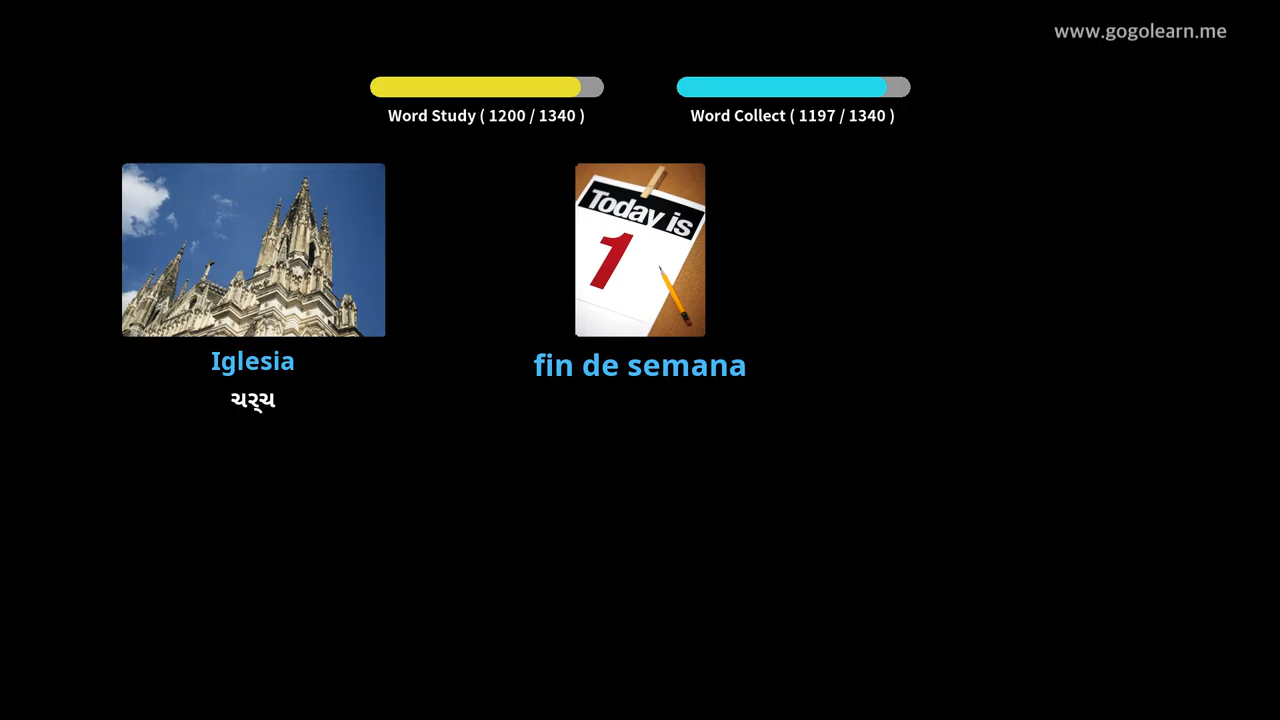 www.gogolearn.me
Word Study ( 1200 / 1340 )
Word Collect ( 1197 / 1340 )
Today is
1
Iglesia
ચર્ચ
fin de semana